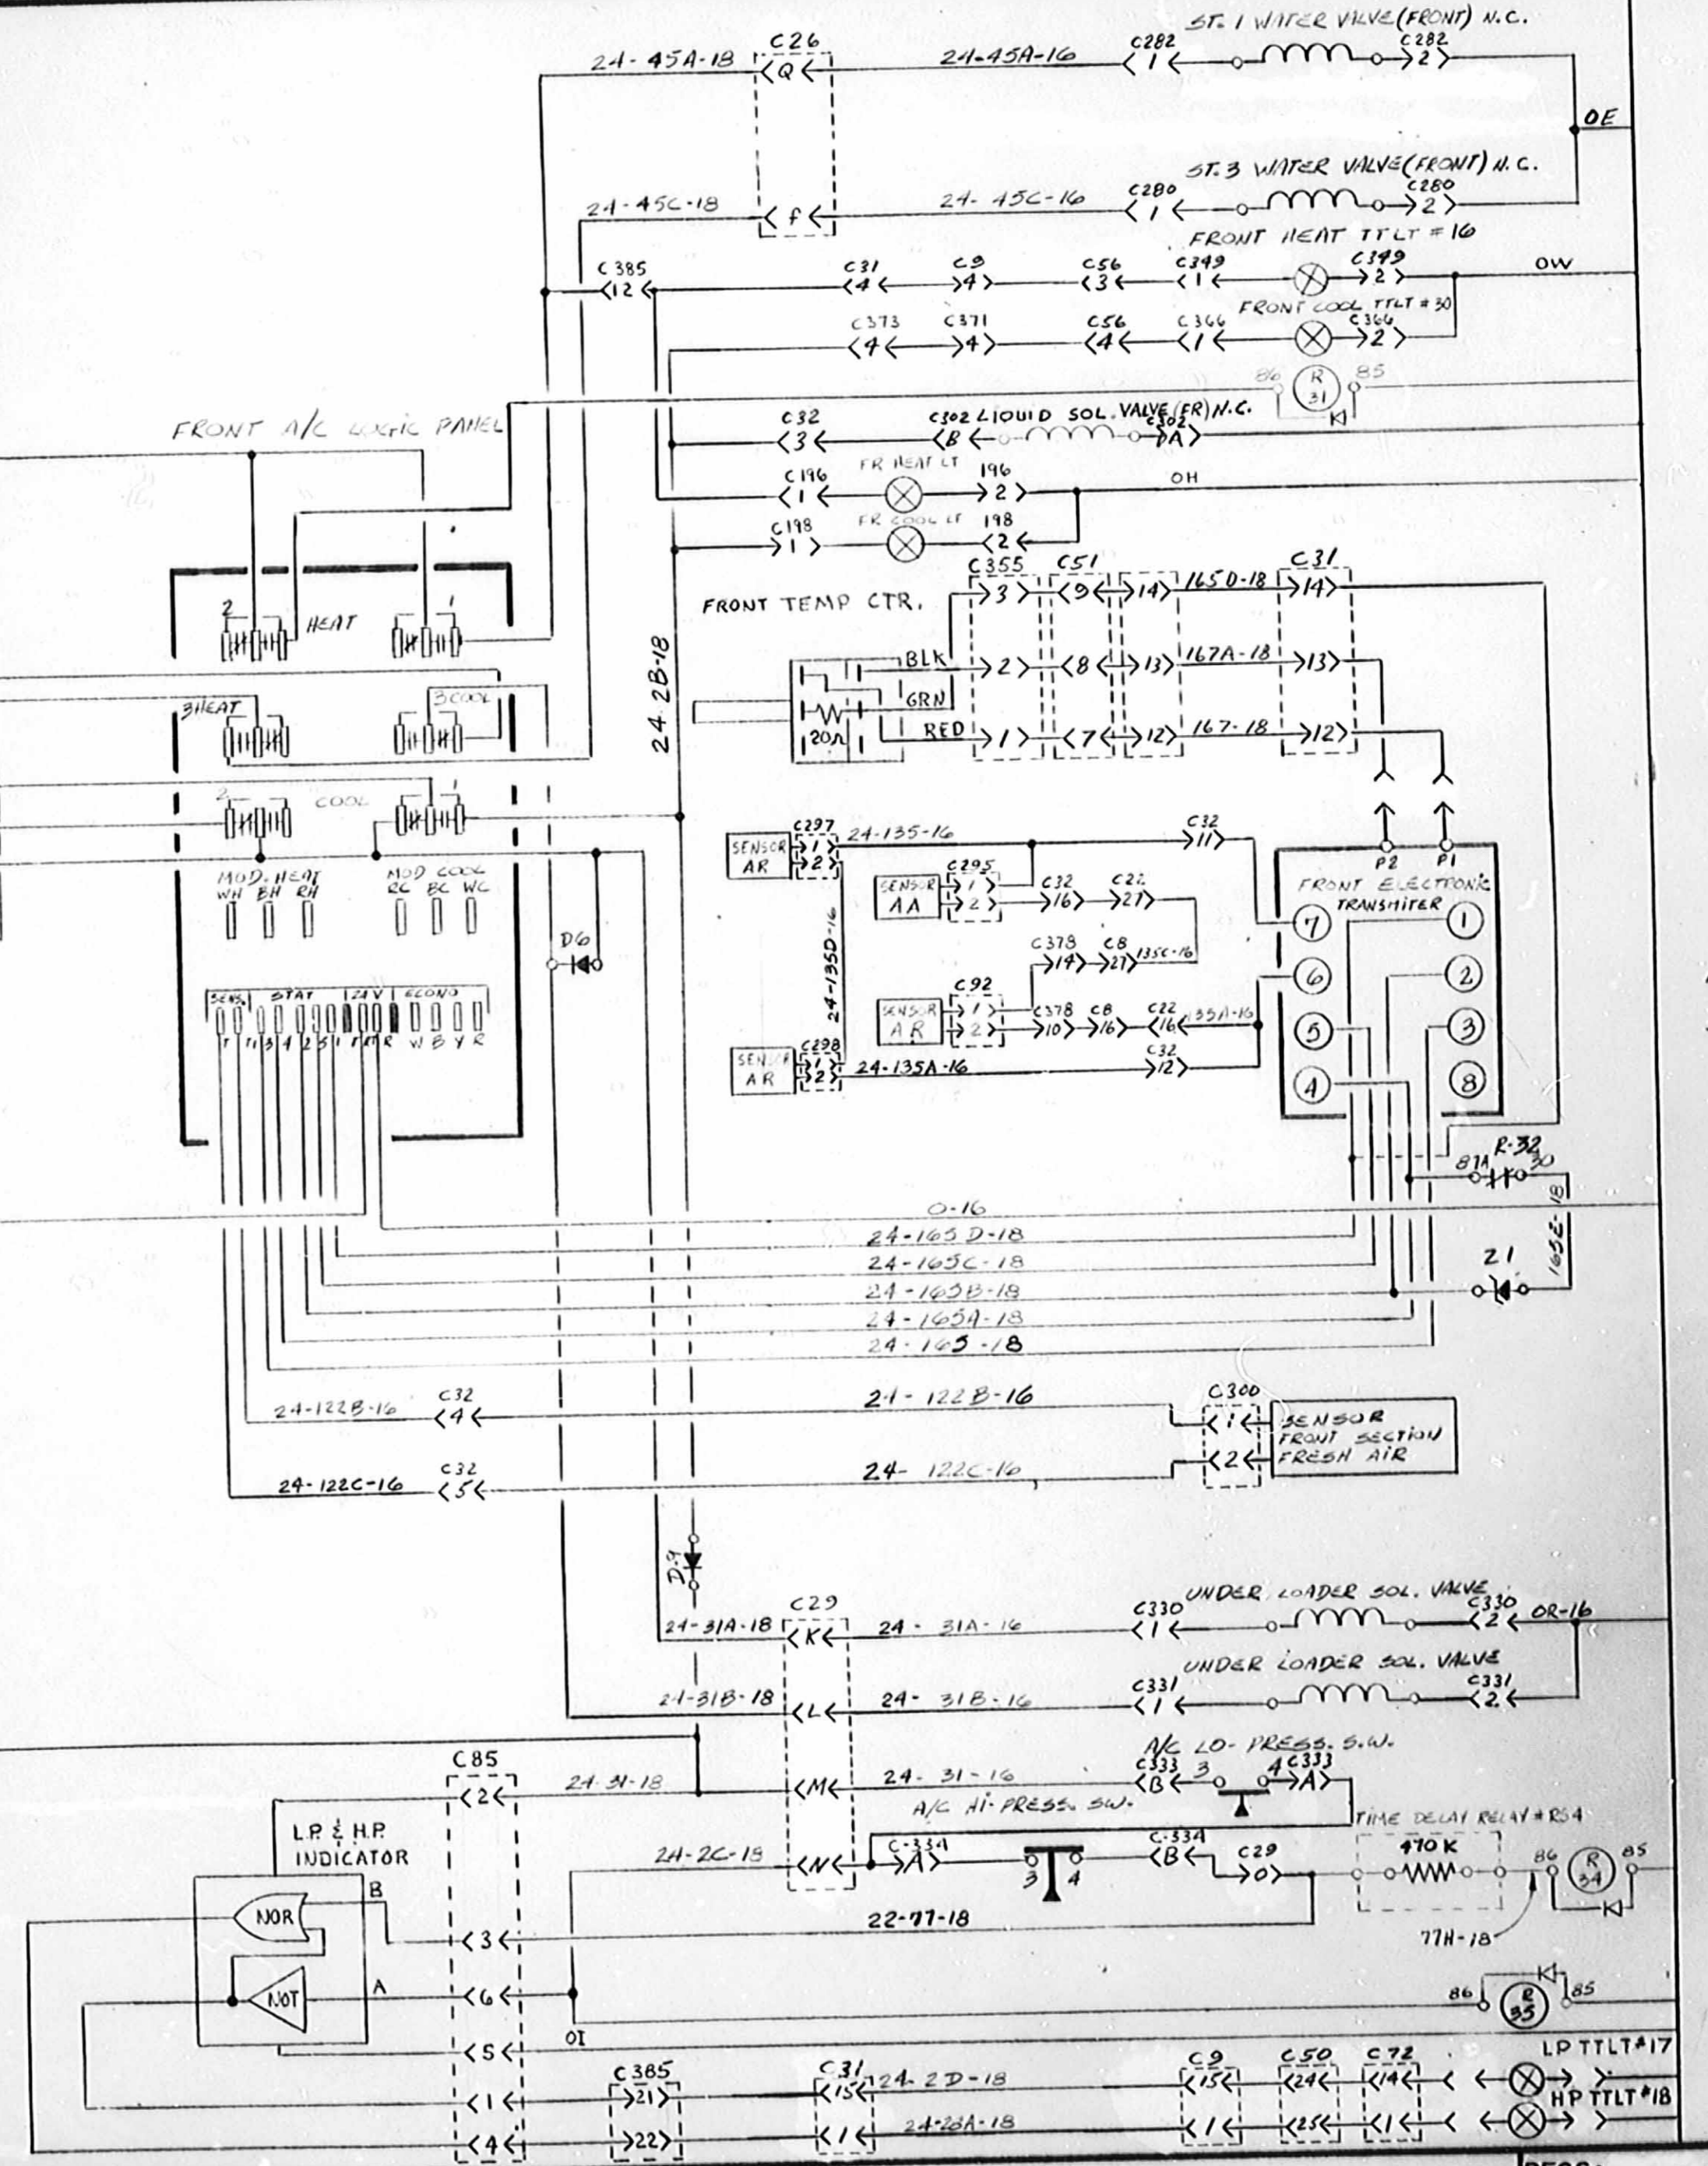 ST. 1 WATER VALVE (FRONT) N.C.
24-45A-18
C26
Q
24-45A-16
C282
1
C282
2
OE
ST. 3 WATER VALVE (FRONT) N.C.
24-45C-18
f
24-45C-16
C280
1
C280
2
FRONT HEAT TTLT #16
C385
12
C31
4
C9
4
C56
3
C349
1
C349
2
OW
FRONT COOL TTLT #30
C373
4
C371
4
C56
4
C366
1
C366
2
86
R
31
85
FRONT A/C LOGIC PANEL
C32
3
C302
B
LIQUID SOL. VALVE (FR) N.C.
C302
A
C196
1
FR HEAT LT
196
2
OH
C198
1
FR COOL LT
198
2
2
HEAT
1
3HEAT
3COOL
2
COOL
1
MOD. HEAT
WH BH RH
MOD COOL
RC BC WC
SENS.
STAT
24V
ECONO
W B Y R
24 2B-18
D6
FRONT TEMP CTR.
BLK
GRN
RED
20Ω
C355
3
2
1
C51
9
8
7
14
13
12
165D-18
167A-18
167-18
C31
14
13
12
SENSOR
AR
C297
1
2
24-135-16
C32
11
SENSOR
AA
C295
1
2
C32
16
C22
27
24-135D-16
C378
14
C8
27
135C-16
SENSOR
AR
C92
1
2
C378
10
C8
16
C22
16
135A-16
SENSOR
AR
C298
1
2
24-135A-16
C32
12
P2 P1
FRONT ELECTRONIC
TRANSMITER
7 1
6 2
5 3
4 8
R-32
87A 30
165E-18
21
0-16
24-165D-18
24-165C-18
24-165B-18
24-165A-18
24-165-18
24-122B-16
C32
4
24-122B-16
24-122C-16
C32
5
24-122C-16
C300
1
2
SENSOR
FRONT SECTION
FRESH AIR
D-9
C29
24-31A-18
K
24-31A-16
C330
1
UNDER LOADER SOL. VALVE
C330
2
OR-16
24-31B-18
L
24-31B-16
C331
1
UNDER LOADER SOL. VALVE
C331
2
C85
2
24-31-18
M
24-31-16
A/C LO-PRESS. S.W.
C333
B
3 4
C333
A
A/C HI-PRESS. SW.
24-2C-18
N
C-334
A
3 4
C-334
B
C29
O
TIME DELAY RELAY #R34
470K
86
R
34
85
77H-18
L.P. & H.P.
INDICATOR
B
NOR
3
22-77-18
A
NOT
6
86
R
35
85
OI
5
LP TTLT #17
1
C385
21
C31
15
24-2D-18
C9
15
C50
24
C72
14
HP TTLT #18
4
22
1
24-28A-18
1
25
1